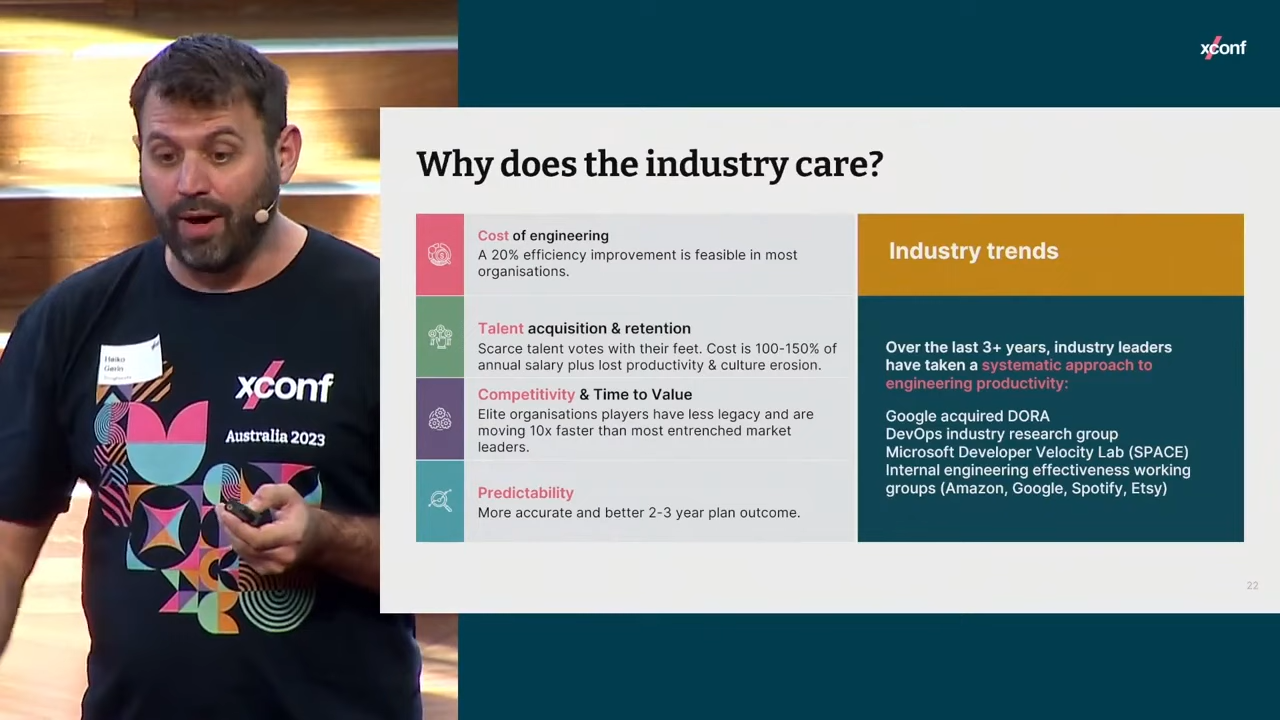 xconf
Why does the industry care?
Cost of engineering
A 20% efficiency improvement is feasible in most
organisations.
Talent acquisition & retention
Scarce talent votes with their feet. Cost is 100-150% of
annual salary plus lost productivity & culture erosion.
Competitivity & Time to Value
Elite organisations players have less legacy and are
moving 10x faster than most entrenched market
leaders.
Predictability
More accurate and better 2-3 year plan outcome.
Industry trends
Over the last 3+ years, industry leaders
have taken a systematic approach to
engineering productivity:
Google acquired DORA
DevOps industry research group
Microsoft Developer Velocity Lab (SPACE)
Internal engineering effectiveness working
groups (Amazon, Google, Spotify, Etsy)
22
Heiko
Gerin
xconf
Australia 2023